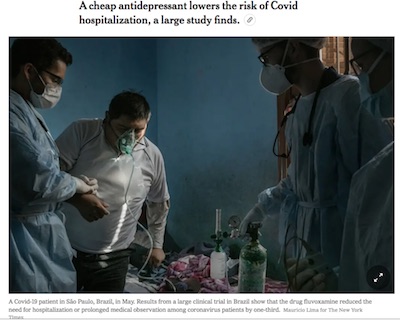 A cheap antidepressant lowers the risk of Covid
hospitalization, a large study finds.
A Covid-19 patient in São Paulo, Brazil, in May. Results from a large clinical trial in Brazil show that the drug fluvoxamine reduced the
need for hospitalization or prolonged medical observation among coronavirus patients by one-third. Mauricio Lima for The New York
Times